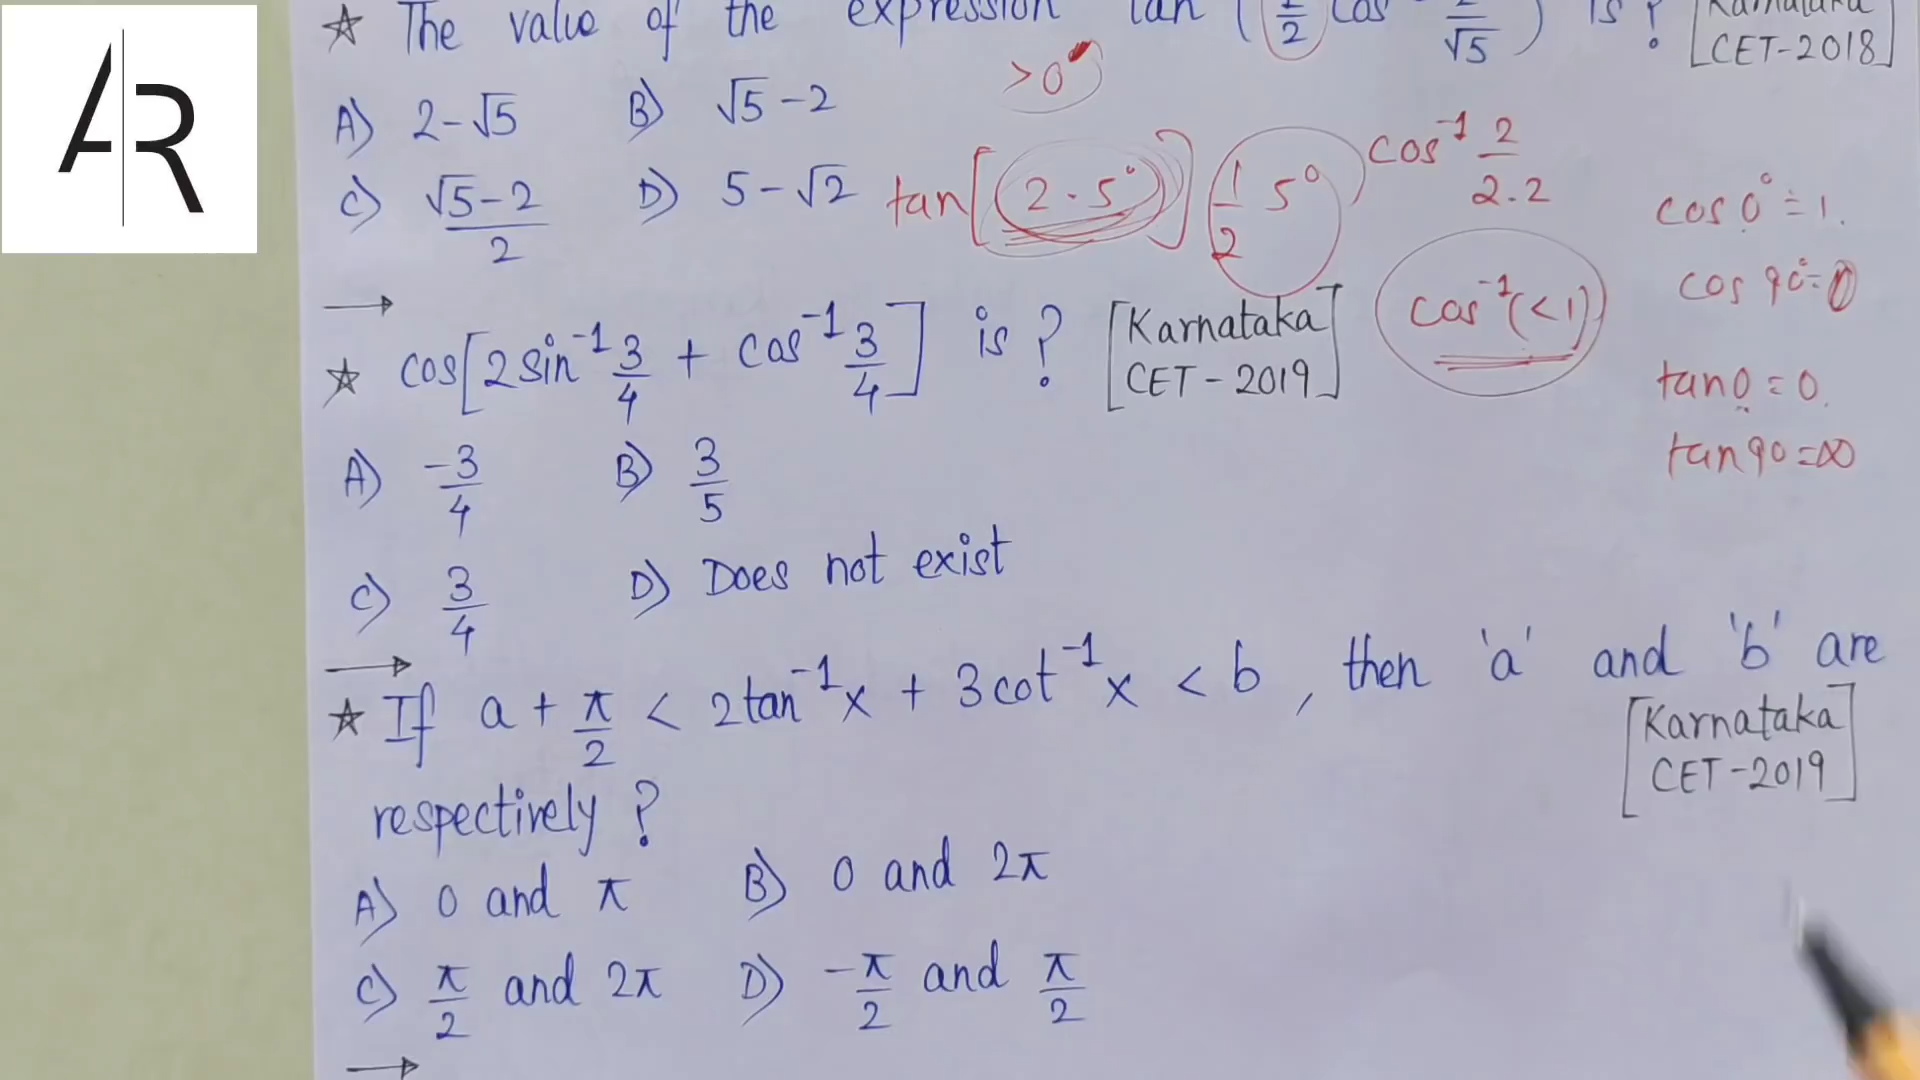 AR
☆ The value of the expression tan (1/2 cos 2/√5) is? [Karnataka CET-2018]
>0°
A) 2-√5 B) √5-2
C) √5-2/2 D) 5-√2
tan[2.5°] 1/2 5° cos⁻¹ 2/2.2
cos 0° = 1.
cos 90° = 0
cos⁻¹(<1)
tan 0 = 0.
tan 90 = ∞
→
☆ cos[2 sin⁻¹ 3/4 + cos⁻¹ 3/4] is? [Karnataka CET-2019]
A) -3/4 B) 3/5
C) 3/4 D) Does not exist
→
☆ If a + π/2 < 2 tan⁻¹x + 3 cot⁻¹x < b, then 'a' and 'b' are
respectively? [Karnataka CET-2019]
A) 0 and π B) 0 and 2π
C) π/2 and 2π D) -π/2 and π/2
→